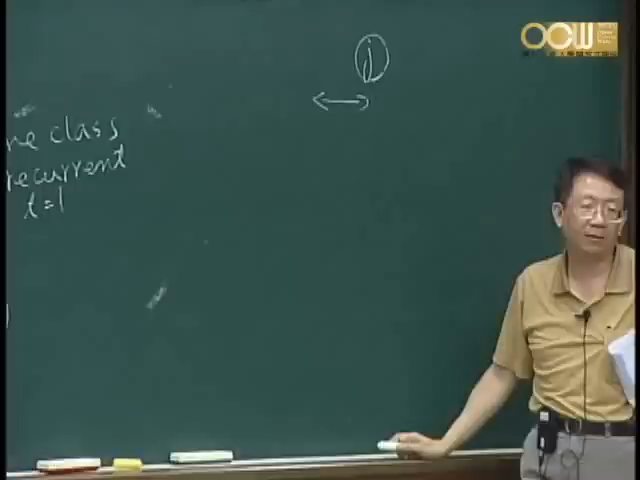 ne class
recurrent
t=1
j
OCW